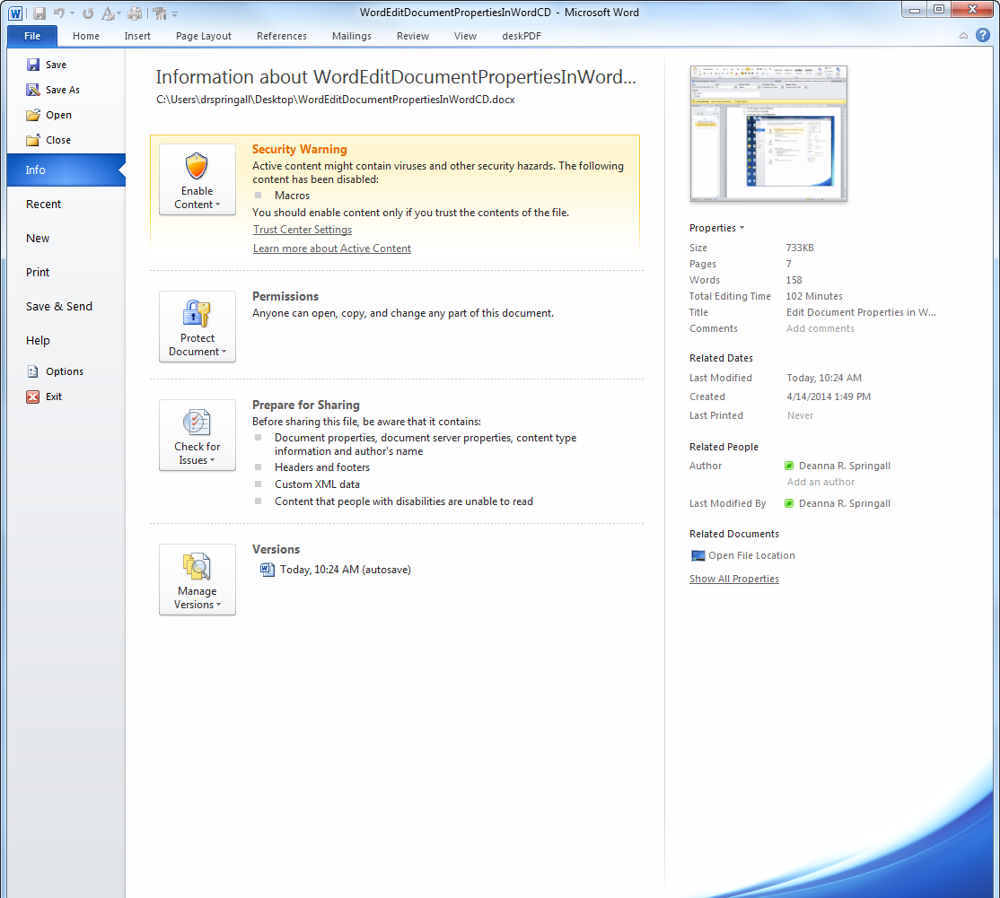 WordEditDocumentPropertiesInWordCD - Microsoft Word
File Home Insert Page Layout References Mailings Review View deskPDF
Save
Save As
Open
Close
Info
Recent
New
Print
Save & Send
Help
Options
Exit
Information about WordEditDocumentPropertiesInWord...
C:\Users\drspringall\Desktop\WordEditDocumentPropertiesInWordCD.docx
Enable
Content
Security Warning
Active content might contain viruses and other security hazards. The following
content has been disabled:
Macros
You should enable content only if you trust the contents of the file.
Trust Center Settings
Learn more about Active Content
Protect
Document
Permissions
Anyone can open, copy, and change any part of this document.
Check for
Issues
Prepare for Sharing
Before sharing this file, be aware that it contains:
Document properties, document server properties, content type
information and author's name
Headers and footers
Custom XML data
Content that people with disabilities are unable to read
Manage
Versions
Versions
Today, 10:24 AM (autosave)
Properties
Size 733KB
Pages 7
Words 158
Total Editing Time 102 Minutes
Title Edit Document Properties in W...
Comments Add comments
Related Dates
Last Modified Today, 10:24 AM
Created 4/14/2014 1:49 PM
Last Printed Never
Related People
Author Deanna R. Springall
Add an author
Last Modified By Deanna R. Springall
Related Documents
Open File Location
Show All Properties